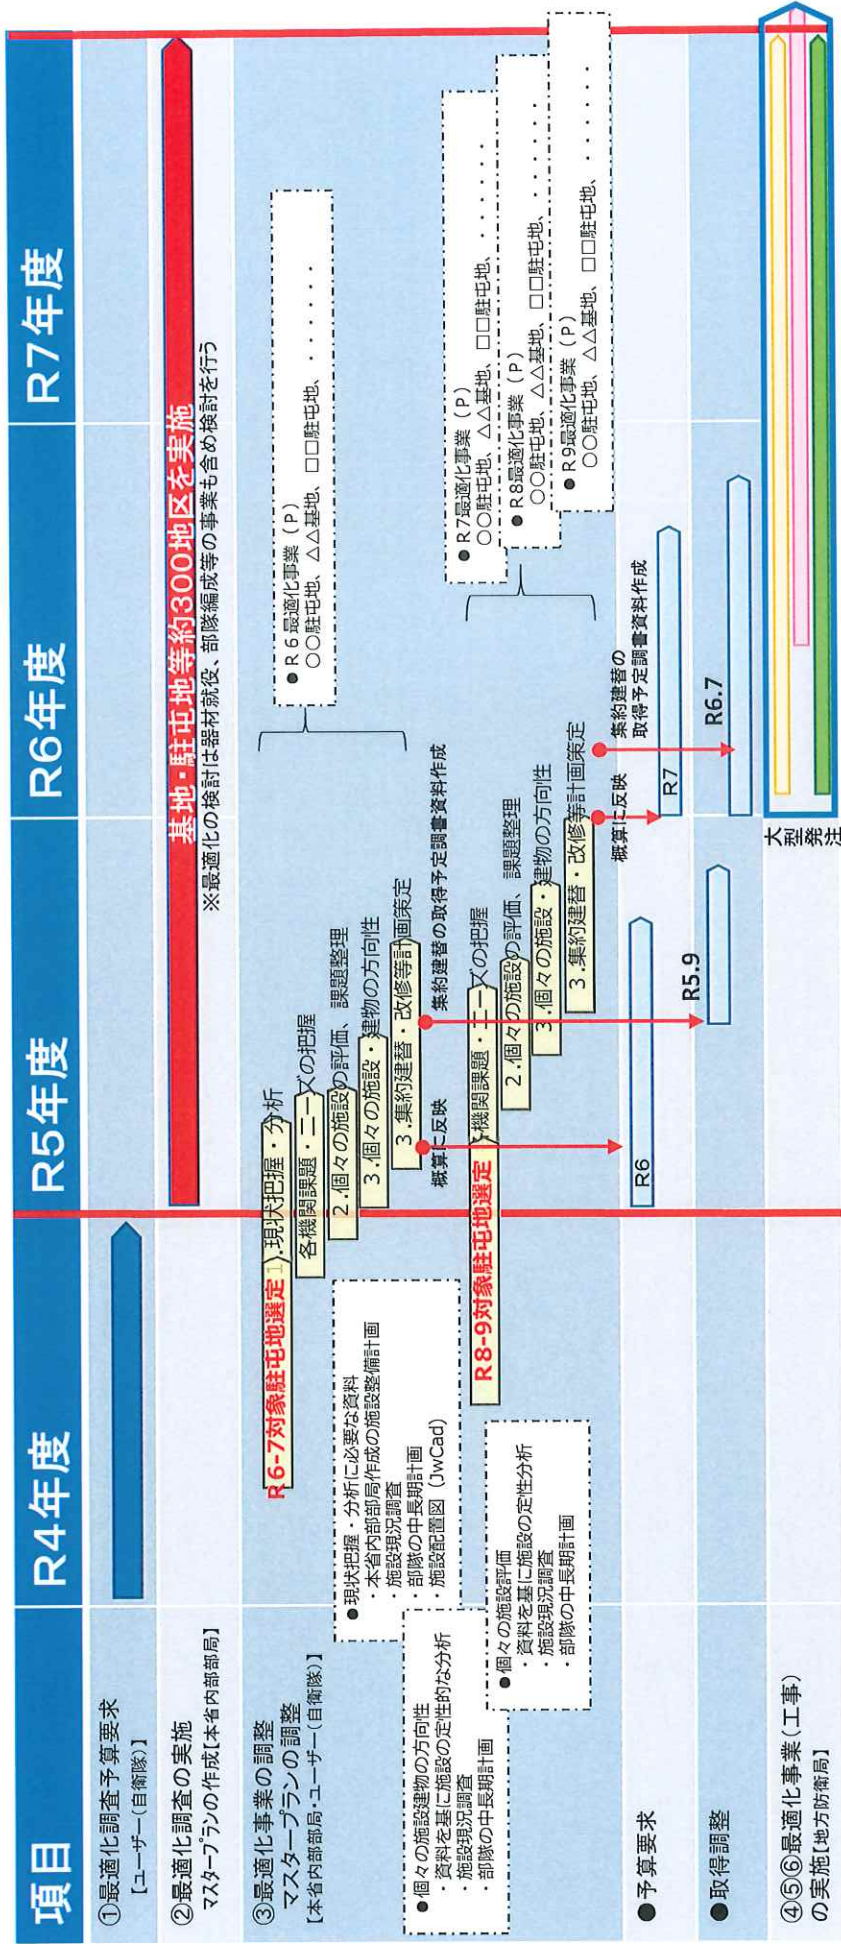 項目
R4年度
R5年度
R6年度
R7年度
①最適化調査予算要求
【ユーザー(自衛隊)】
②最適化調査の実施
マスタープランの作成【本省内部部局】
基地・駐屯地等約300地区を実施
※最適化の検討は器材就役、部隊編成等の事業も含め検討を行う
③最適化事業の調整
マスタープランの調整
【本省内部部局・ユーザー(自衛隊)】
R6-7対象駐屯地選定
1.現状把握・分析
各機関課題・ニーズの把握
2.個々の施設の評価、課題整理
3.個々の施設・建物の方向性
3.集約建替・改修等計画策定
概算に反映
集約建替の取得予定調書資料作成
●R6最適化事業（P）
○○駐屯地、△△基地、□□駐屯地、・・・・・・
●現状把握・分析に必要な資料
・本省内部部局作成の施設整備計画
・施設現況調査
・部隊の中長期計画
・施設配置図（JwCad）
●個々の施設建物の方向性
・資料を基に施設の定性的な分析
・施設現況調査
・部隊の中長期計画
●個々の施設評価
・資料を基に施設の定性分析
・施設現況調査
・部隊の中長期計画
R8-9対象駐屯地選定
機関課題・ニーズの把握
2.個々の施設の評価、課題整理
3.個々の施設・建物の方向性
3.集約建替・改修等計画策定
概算に反映
集約建替の
取得予定調書資料作成
●R7最適化事業（P）
○○駐屯地、△△基地、□□駐屯地、・・・・・・
●R8最適化事業（P）
○○駐屯地、△△基地、□□駐屯地、・・・・・・
●R9最適化事業（P）
○○駐屯地、△△基地、□□駐屯地、・・・・・・
●予算要求
R6
R7
●取得調整
R5.9
R6.7
④⑤⑥最適化事業(工事)
の実施【地方防衛局】
大型発注